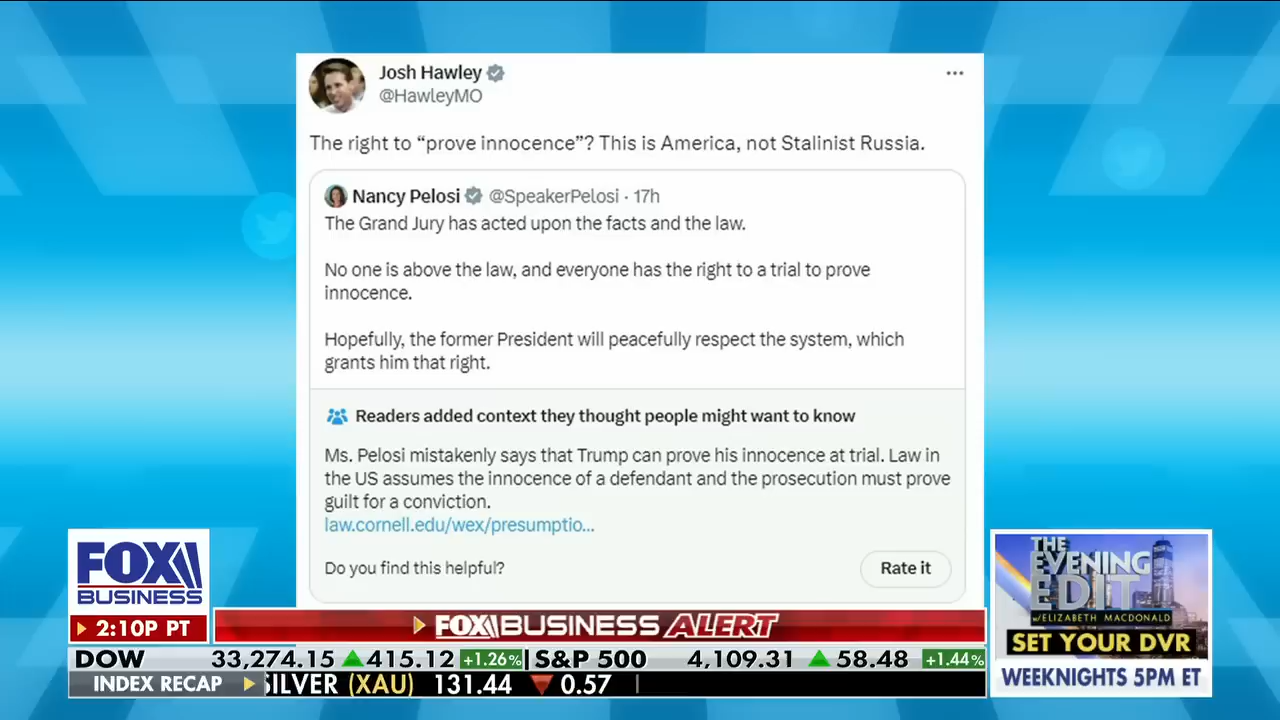 Josh Hawley
@HawleyMO
The right to “prove innocence”? This is America, not Stalinist Russia.
Nancy Pelosi @SpeakerPelosi · 17h
The Grand Jury has acted upon the facts and the law.
No one is above the law, and everyone has the right to a trial to prove
innocence.
Hopefully, the former President will peacefully respect the system, which
grants him that right.
Readers added context they thought people might want to know
Ms. Pelosi mistakenly says that Trump can prove his innocence at trial. Law in
the US assumes the innocence of a defendant and the prosecution must prove
guilt for a conviction.
law.cornell.edu/wex/presumptio...
Do you find this helpful?
Rate it
FOX
BUSINESS
2:10P PT
FOX BUSINESS ALERT
DOW 33,274.15 415.12 +1.26% S&P 500 4,109.31 58.48 +1.44%
INDEX RECAP SILVER (XAU) 131.44 0.57
THE
EVENING
EDIT
W/ELIZABETH MACDONALD
SET YOUR DVR
WEEKNIGHTS 5PM ET